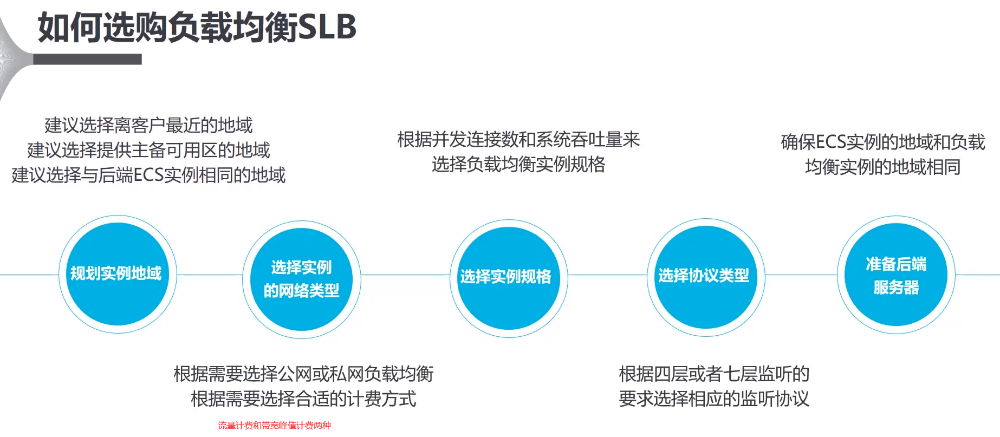 如何选购负载均衡SLB
建议选择离客户最近的地域
建议选择提供主备可用区的地域
建议选择与后端ECS实例相同的地域
根据并发连接数和系统吞吐量来
选择负载均衡实例规格
确保ECS实例的地域和负载
均衡实例的地域相同
规划实例地域
选择实例
的网络类型
选择实例规格
选择协议类型
准备后端
服务器
根据需要选择公网或私网负载均衡
根据需要选择合适的计费方式
流量计费和带宽峰值计费两种
根据四层或者七层监听的
要求选择相应的监听协议